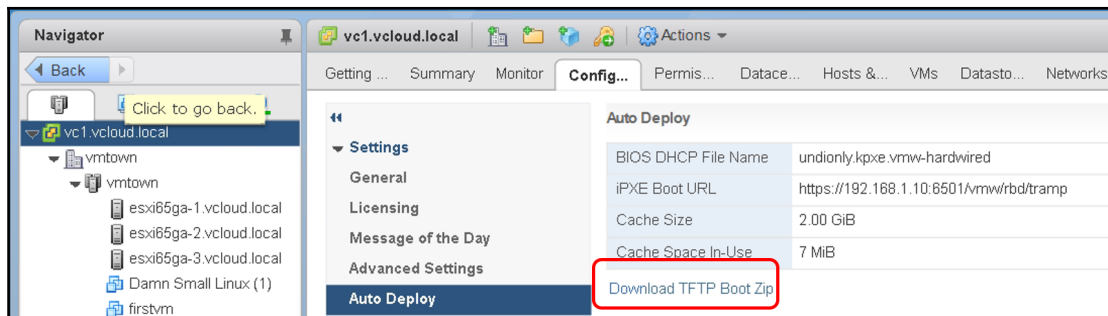 Navigator
Back
Click to go back.
vc1.vcloud.local
vmtown
vmtown
esxi65ga-1.vcloud.local
esxi65ga-2.vcloud.local
esxi65ga-3.vcloud.local
Damn Small Linux (1)
firstvm
vc1.vcloud.local Actions
Getting ... Summary Monitor Config... Permis... Datace... Hosts &... VMs Datasto... Networks
Settings
General
Licensing
Message of the Day
Advanced Settings
Auto Deploy
Auto Deploy
BIOS DHCP File Name undionly.kpxe.vmw-hardwired
iPXE Boot URL https://192.168.1.10:6501/vmw/rbd/tramp
Cache Size 2.00 GiB
Cache Space In-Use 7 MiB
Download TFTP Boot Zip